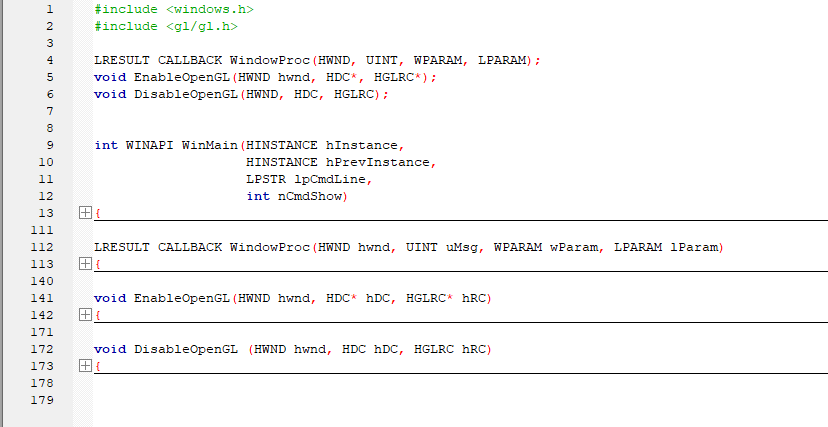 1 #include <windows.h>
2 #include <gl/gl.h>
3
4 LRESULT CALLBACK WindowProc(HWND, UINT, WPARAM, LPARAM);
5 void EnableOpenGL(HWND hwnd, HDC*, HGLRC*);
6 void DisableOpenGL(HWND, HDC, HGLRC);
7
8
9 int WINAPI WinMain(HINSTANCE hInstance,
10 HINSTANCE hPrevInstance,
11 LPSTR lpCmdLine,
12 int nCmdShow)
13 {
111
112 LRESULT CALLBACK WindowProc(HWND hwnd, UINT uMsg, WPARAM wParam, LPARAM lParam)
113 {
140
141 void EnableOpenGL(HWND hwnd, HDC* hDC, HGLRC* hRC)
142 {
171
172 void DisableOpenGL (HWND hwnd, HDC hDC, HGLRC hRC)
173 {
178
179